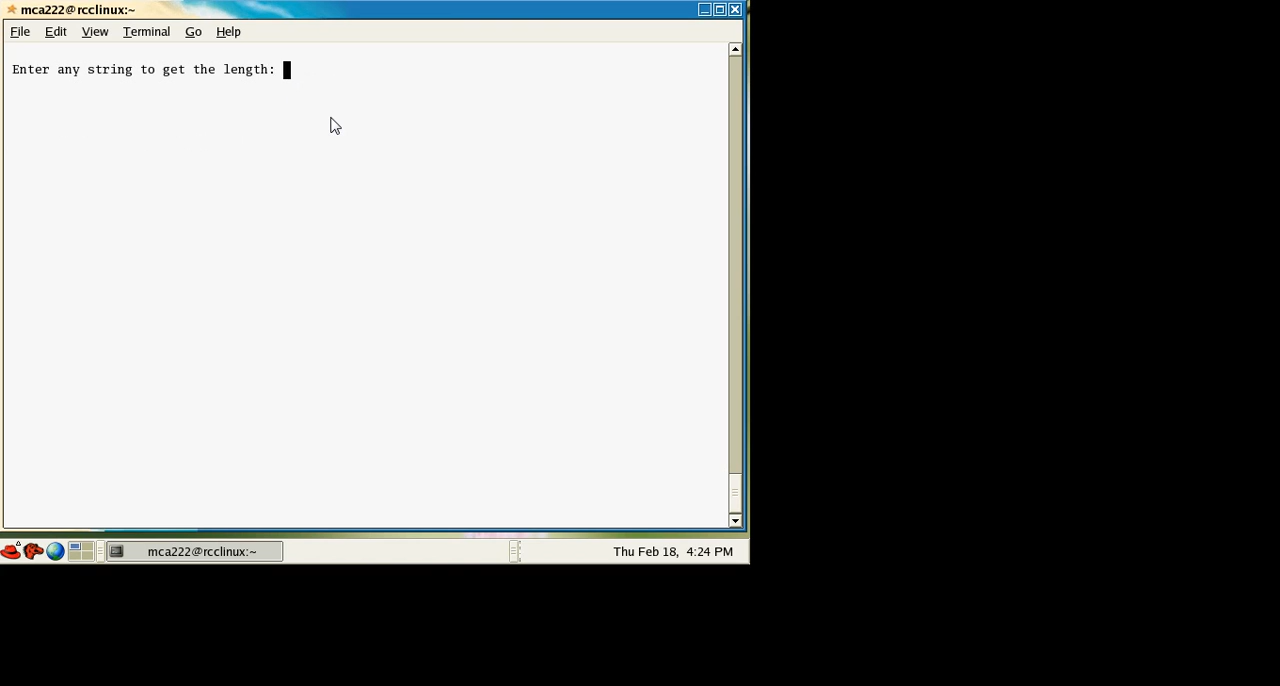 mca222@rcclinux:~
File Edit View Terminal Go Help
Enter any string to get the length:
mca222@rcclinux:~ Thu Feb 18, 4:24 PM